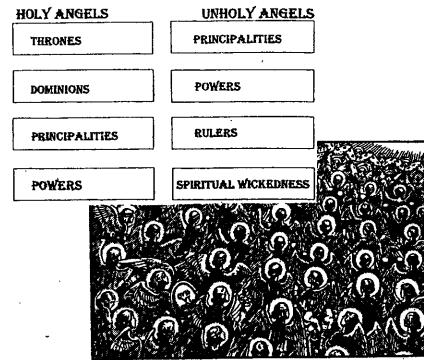 HOLY ANGELS UNHOLY ANGELS
THRONES PRINCIPALITIES
DOMINIONS POWERS
PRINCIPALITIES RULERS
POWERS SPIRITUAL WICKEDNESS